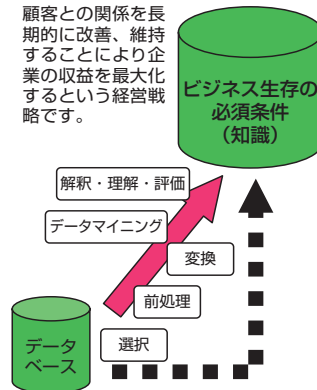 顧客との関係を長
期的に改善、維持
することにより企
業の収益を最大化
するという経営戦
略です。
ビジネス生存の
必須条件
（知識）
解釈・理解・評価
データマイニング
変換
前処理
選択
データ
ベース